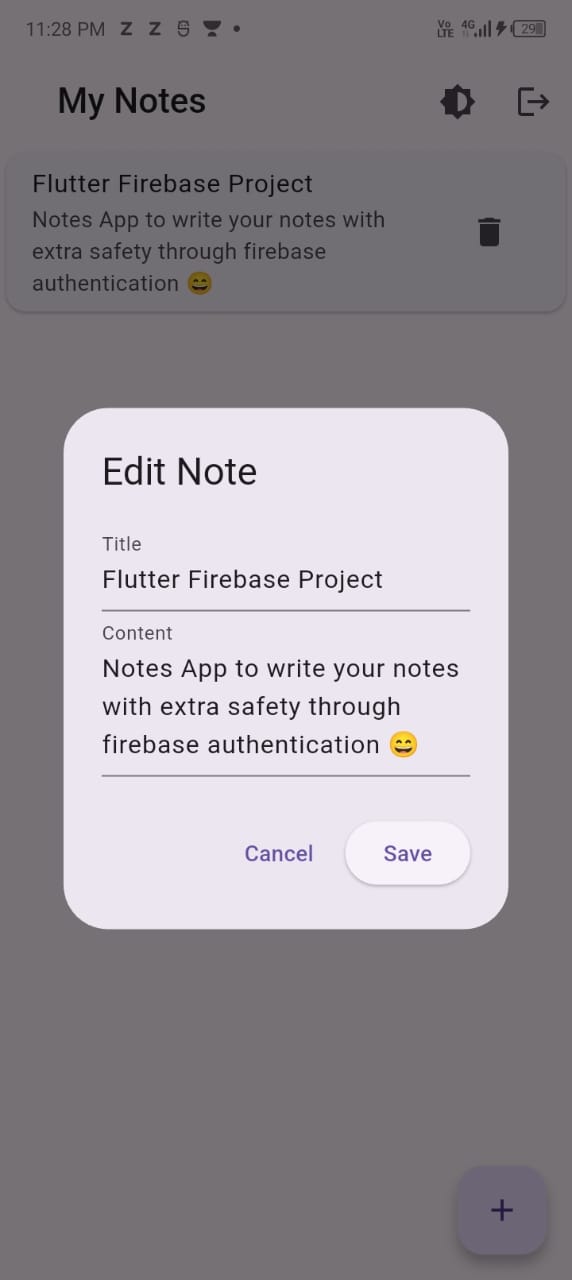 11:28 PM Z Z
Vo LTE 4G 29
My Notes
Flutter Firebase Project
Notes App to write your notes with
extra safety through firebase
authentication 😄
Edit Note
Title
Flutter Firebase Project
Content
Notes App to write your notes
with extra safety through
firebase authentication 😄
Cancel Save
+